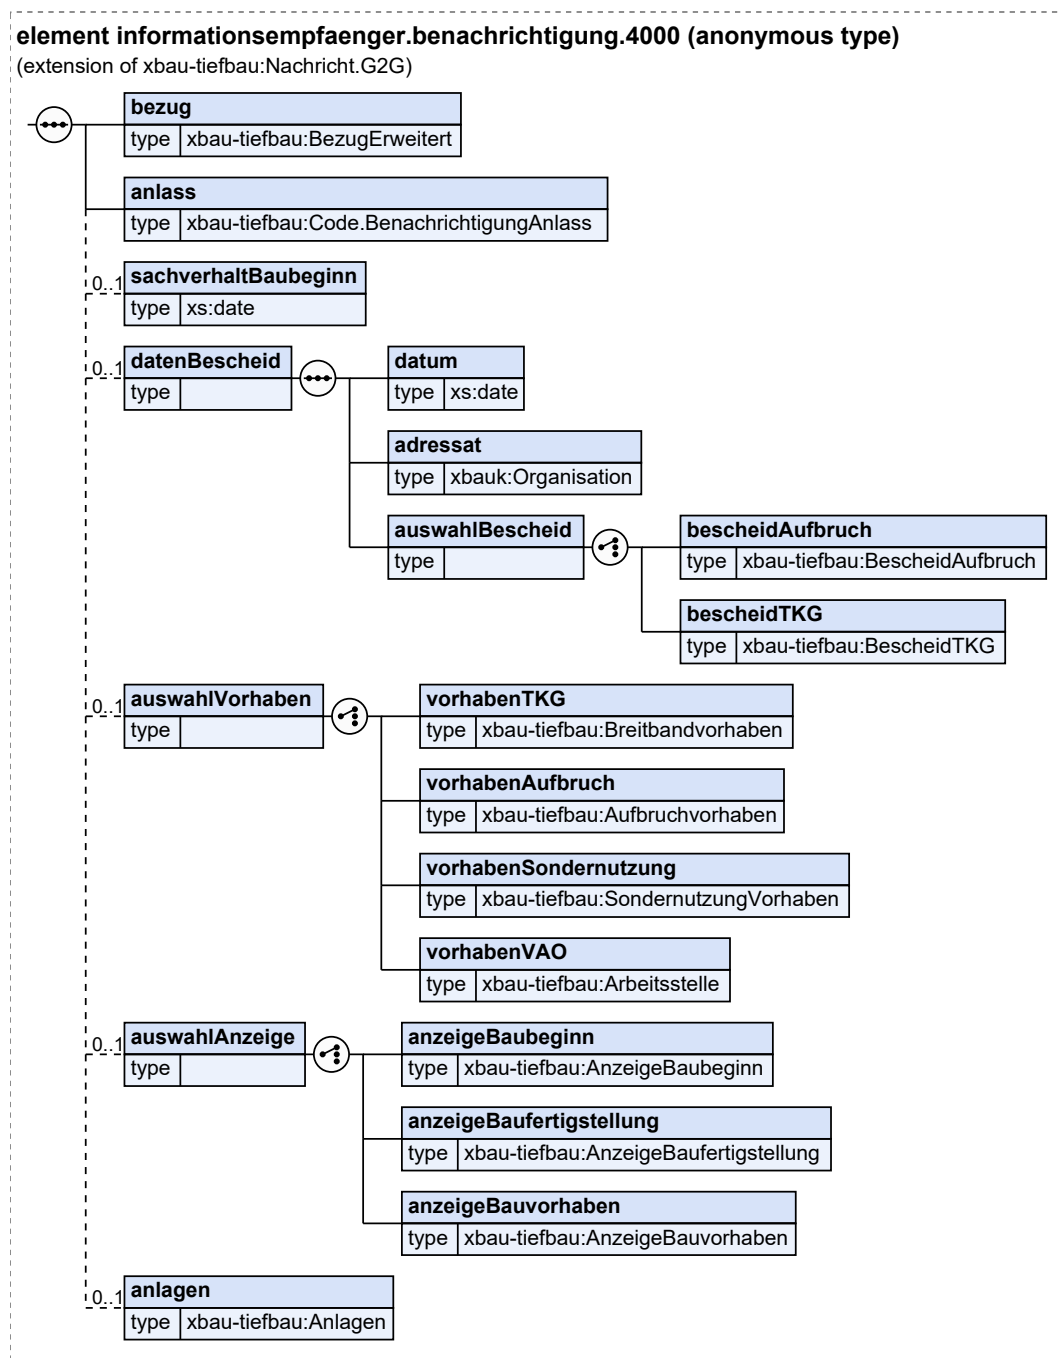 element informationsempfaenger.benachrichtigung.4000 (anonymous type)
(extension of xbau-tiefbau:Nachricht.G2G)
bezug
type xbau-tiefbau:BezugErweitert
anlass
type xbau-tiefbau:Code.BenachrichtigungAnlass
0..1 sachverhaltBaubeginn
type xs:date
0..1 datenBescheid
type
datum
type xs:date
adressat
type xbauk:Organisation
auswahlBescheid
type
bescheidAufbruch
type xbau-tiefbau:BescheidAufbruch
bescheidTKG
type xbau-tiefbau:BescheidTKG
0..1 auswahlVorhaben
type
vorhabenTKG
type xbau-tiefbau:Breitbandvorhaben
vorhabenAufbruch
type xbau-tiefbau:Aufbruchvorhaben
vorhabenSondernutzung
type xbau-tiefbau:SondernutzungVorhaben
vorhabenVAO
type xbau-tiefbau:Arbeitsstelle
0..1 auswahlAnzeige
type
anzeigeBaubeginn
type xbau-tiefbau:AnzeigeBaubeginn
anzeigeBaufertigstellung
type xbau-tiefbau:AnzeigeBaufertigstellung
anzeigeBauvorhaben
type xbau-tiefbau:AnzeigeBauvorhaben
0..1 anlagen
type xbau-tiefbau:Anlagen